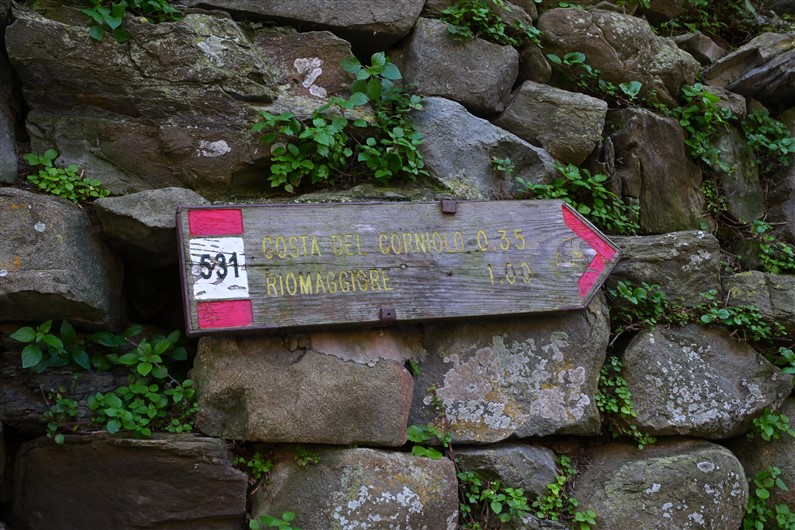 531
COSTA DEL CORNIOLO 0.35
RIOMAGGIORE 1.00